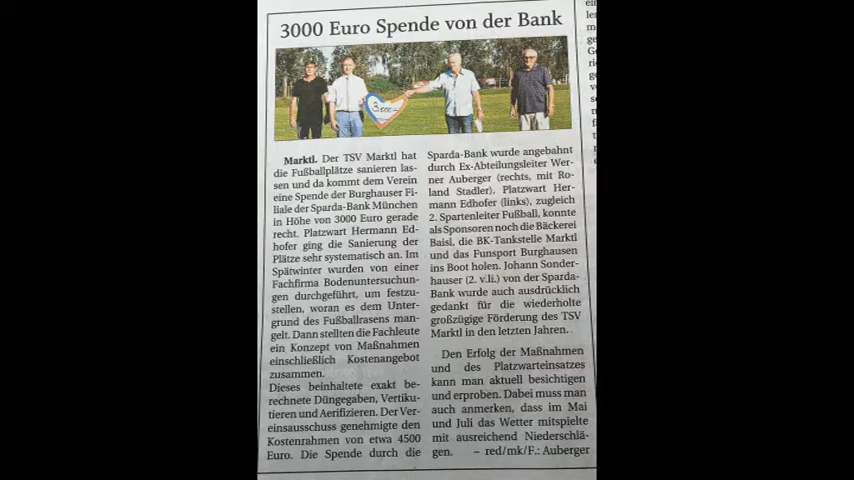 3000 Euro Spende von der Bank
3000.-
Marktl. Der TSV Marktl hat
die Fußballplätze sanieren las-
sen und da kommt dem Verein
eine Spende der Burghauser Fi-
liale der Sparda-Bank München
in Höhe von 3000 Euro gerade
recht. Platzwart Hermann Ed-
hofer ging die Sanierung der
Plätze sehr systematisch an. Im
Spätwinter wurden von einer
Fachfirma Bodenuntersuchun-
gen durchgeführt, um festzu-
stellen, woran es dem Unter-
grund des Fußballrasens man-
gelt. Dann stellten die Fachleute
ein Konzept von Maßnahmen
einschließlich Kostenangebot
zusammen.
Dieses beinhaltete exakt be-
rechnete Düngegaben, Vertiku-
tieren und Aerifizieren. Der Ver-
einsausschuss genehmigte den
Kostenrahmen von etwa 4500
Euro. Die Spende durch die
Sparda-Bank wurde angebahnt
durch Ex-Abteilungsleiter Wer-
ner Auberger (rechts, mit Ro-
land Stadler). Platzwart Her-
mann Edhofer (links), zugleich
2. Spartenleiter Fußball, konnte
als Sponsoren noch die Bäckerei
Baisl, die BK-Tankstelle Marktl
und das Funsport Burghausen
ins Boot holen. Johann Sonder-
hauser (2. v.li.) von der Sparda-
Bank wurde auch ausdrücklich
gedankt für die wiederholte
großzügige Förderung des TSV
Marktl in den letzten Jahren.
Den Erfolg der Maßnahmen
und des Platzwarteinsatzes
kann man aktuell besichtigen
und erproben. Dabei muss man
auch anmerken, dass im Mai
und Juli das Wetter mitspielte
mit ausreichend Niederschlä-
gen. – red/mk/F.: Auberger